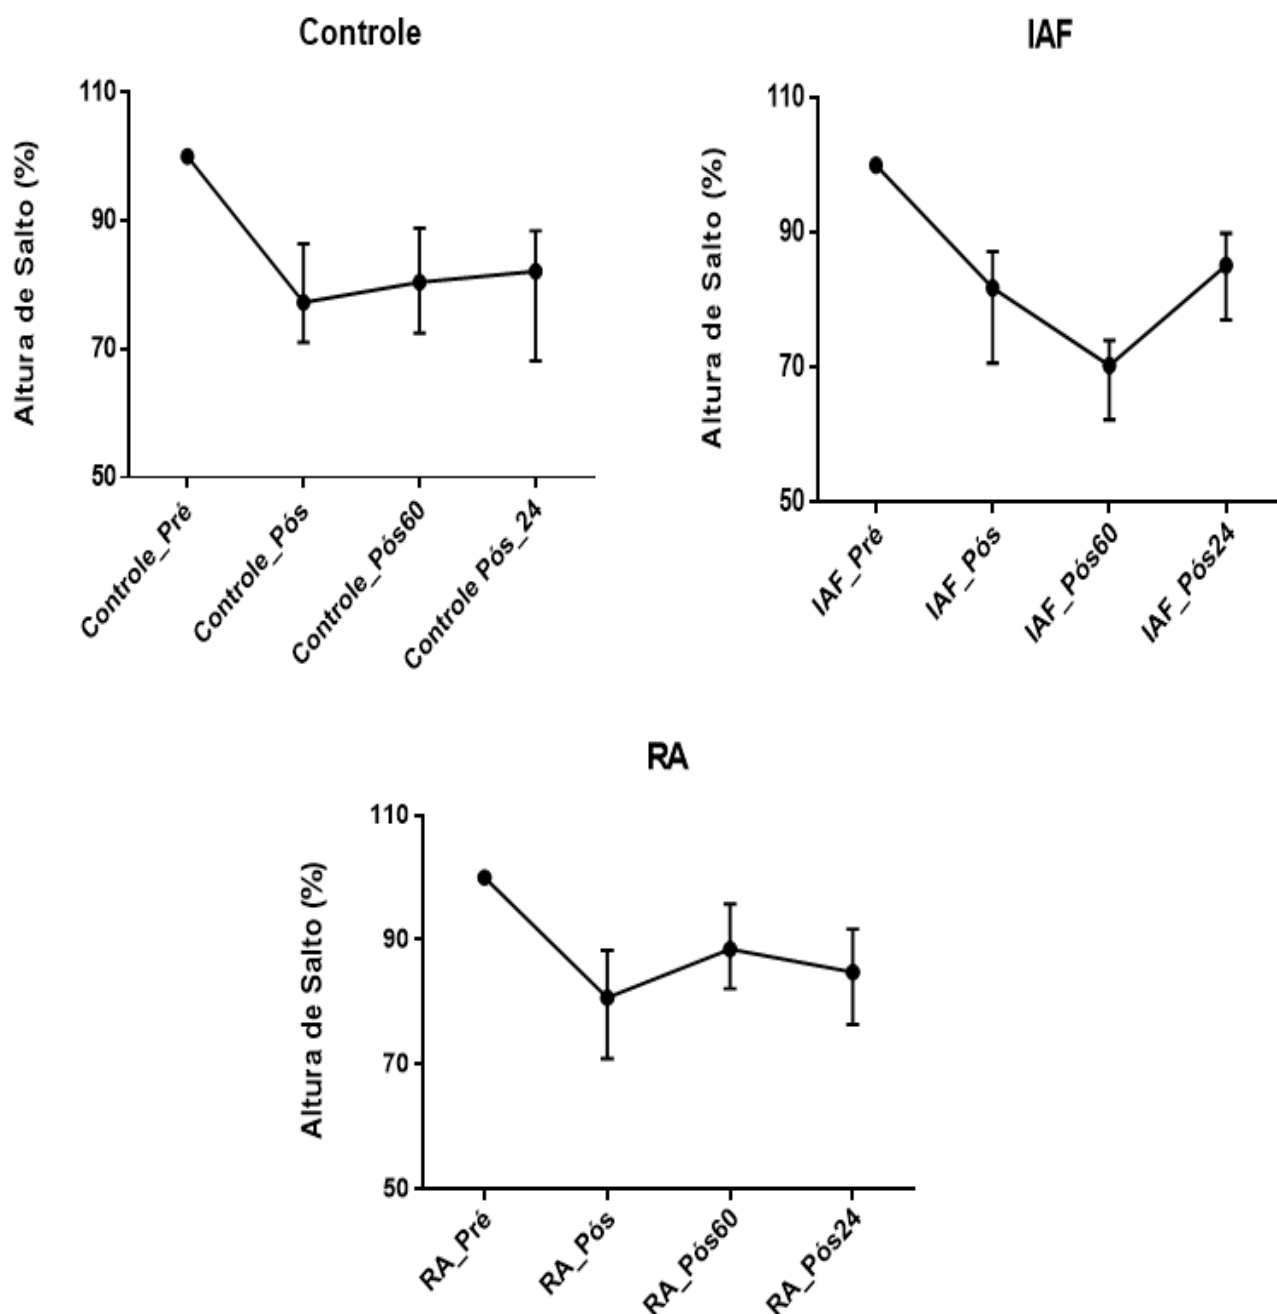 Controle
Altura de Salto (%)
110
90
70
50
Controle_Pré
Controle_Pós
Controle_Pós60
Controle Pós_24
IAF
Altura de Salto (%)
110
90
70
50
IAF_Pré
IAF_Pós
IAF_Pós60
IAF_Pós24
RA
Altura de Salto (%)
110
90
70
50
RA_Pré
RA_Pós
RA_Pós60
RA_Pós24